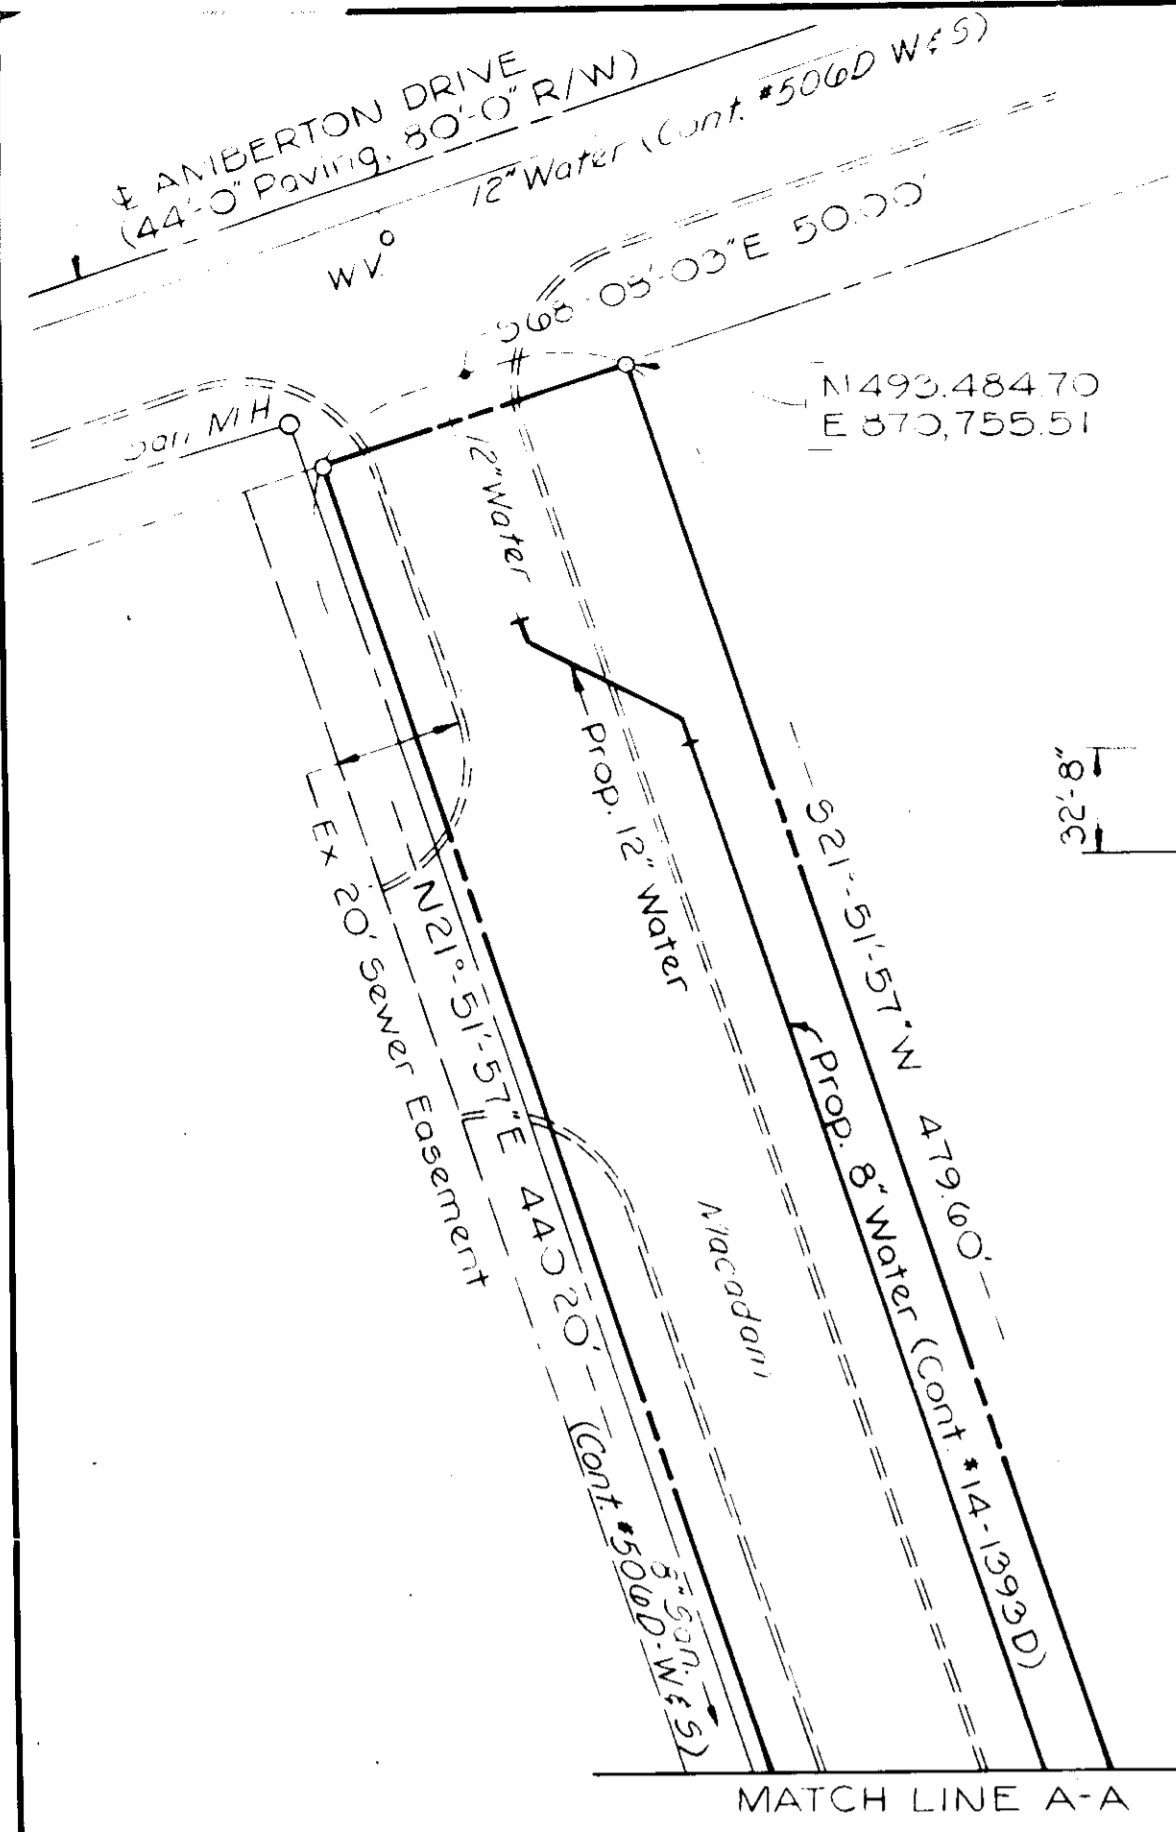 ℄ AMBERTON DRIVE
(44'-0" Paving, 80'-0" R/W)
12" Water (Cont. #506D W&S)
WV
S68°-08'-03"E 50.00'
N 493,484.70
E 870,755.51
San. MH
12" Water
Prop. 12" Water
32'-8"
S21°-51'-57"W 479.60'
Ex 20' Sewer Easement
N21°-51'-57"E 440.20'
Prop. 8" Water (Cont. #14-1393D)
Macadam
8" San.
(Cont. #506D-W&S)
MATCH LINE A-A